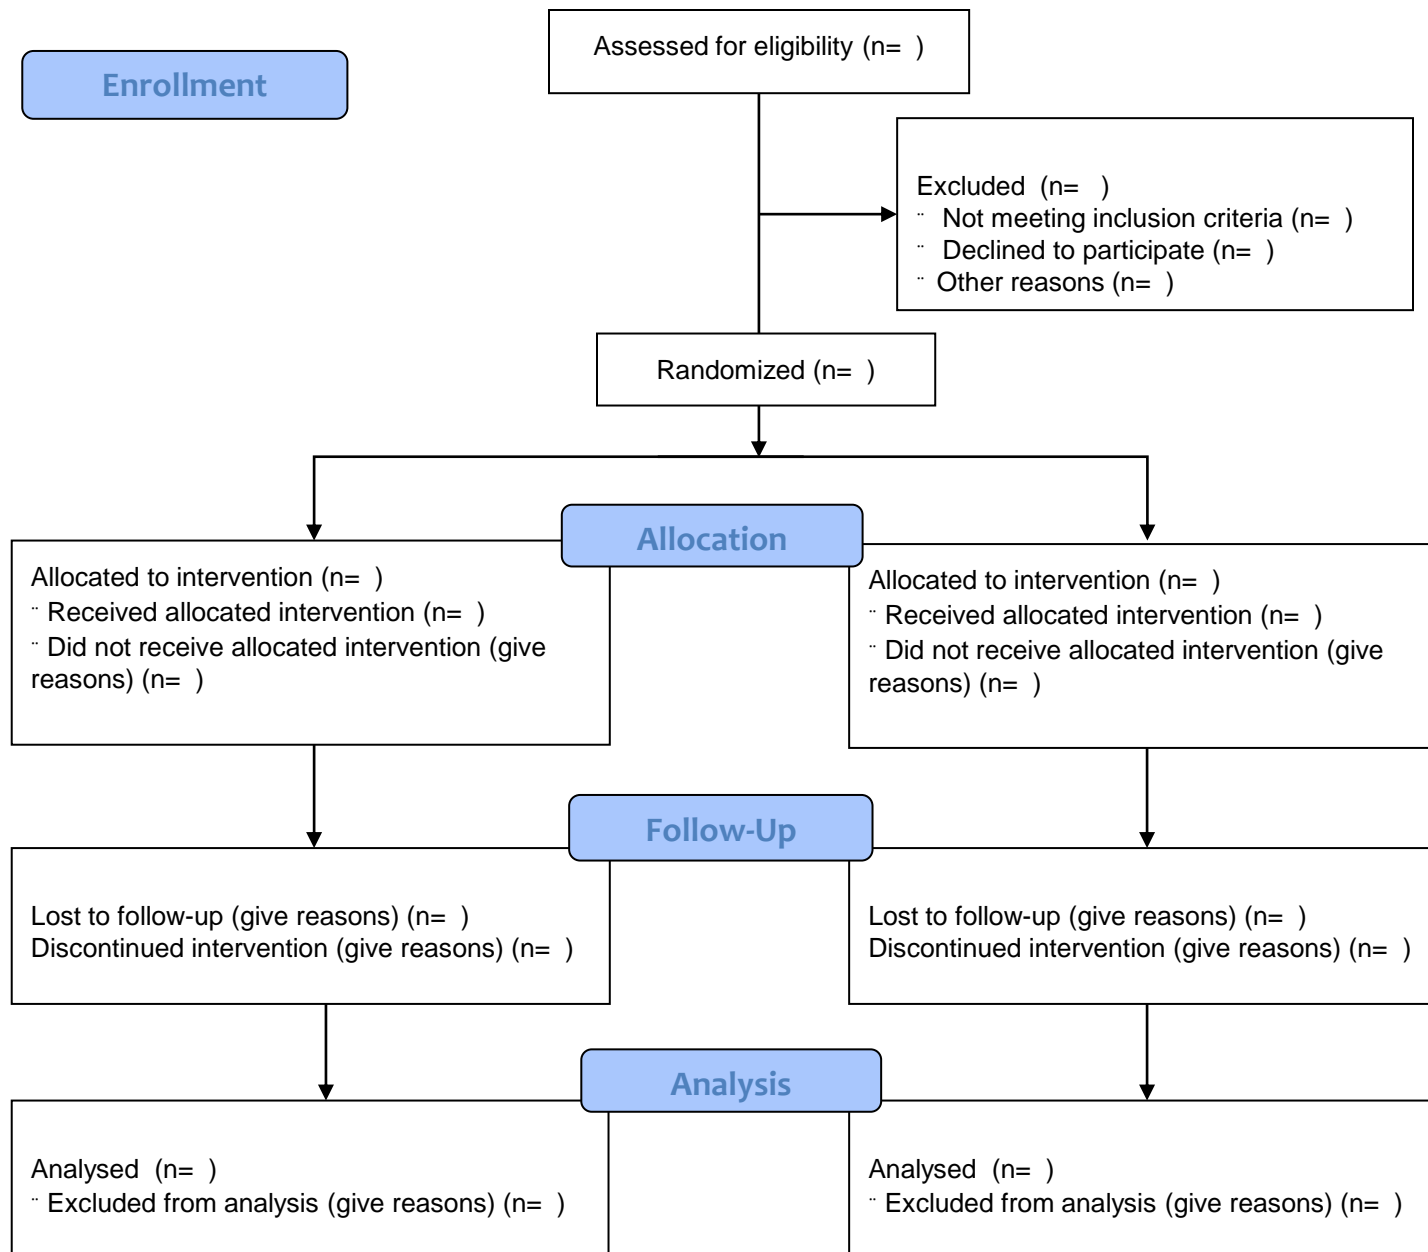 Assessed for eligibility (n=  )
Enrollment
Excluded  (n=   )
¨  Not meeting inclusion criteria (n=  )
¨  Declined to participate (n=  )
¨  Other reasons (n=  )
Randomized (n=  )
Allocation
Allocated to intervention (n=  )
¨ Received allocated intervention (n=  )
¨ Did not receive allocated intervention (give
reasons) (n=  )
Allocated to intervention (n=  )
¨ Received allocated intervention (n=  )
¨ Did not receive allocated intervention (give
reasons) (n=  )
Follow-Up
Lost to follow-up (give reasons) (n=  )
Discontinued intervention (give reasons) (n=  )
Lost to follow-up (give reasons) (n=  )
Discontinued intervention (give reasons) (n=  )
Analysis
Analysed  (n=  )
¨ Excluded from analysis (give reasons) (n=  )
Analysed  (n=  )
¨ Excluded from analysis (give reasons) (n=  )